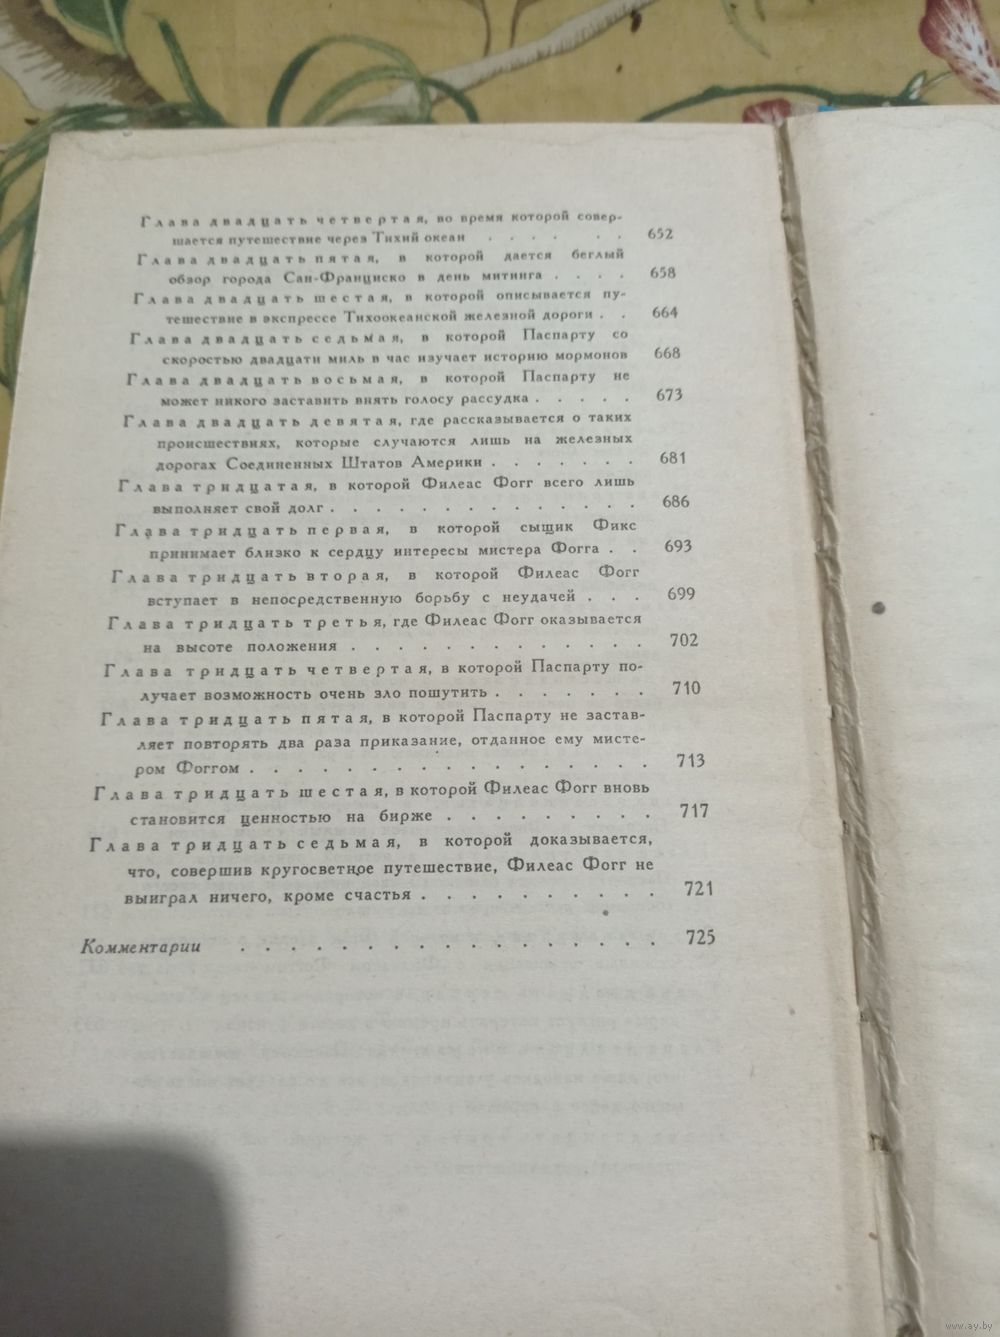 Глава двадцать четвертая, во время которой совер-
шается путешествие через Тихий океан . . . . . . 652
Глава двадцать пятая, в которой дается беглый
обзор города Сан-Франциско в день митинга . . . . 658
Глава двадцать шестая, в которой описывается пу-
тешествие в экспрессе Тихоокеанской железной дороги . . 664
Глава двадцать седьмая, в которой Паспарту со
скоростью двадцати миль в час изучает историю мормонов 668
Глава двадцать восьмая, в которой Паспарту не
может никого заставить внять голосу рассудка . . . . . 673
Глава двадцать девятая, где рассказывается о таких
происшествиях, которые случаются лишь на железных
дорогах Соединенных Штатов Америки . . . . . . . 681
Глава тридцатая, в которой Филеас Фогг всего лишь
выполняет свой долг . . . . . . . . . . . . . . 686
Глава тридцать первая, в которой сыщик Фикс
принимает близко к сердцу интересы мистера Фогга . . 693
Глава тридцать вторая, в которой Филеас Фогг
вступает в непосредственную борьбу с неудачей . . . 699
Глава тридцать третья, где Филеас Фогг оказывается
на высоте положения . . . . . . . . . . . . . 702
Глава тридцать четвертая, в которой Паспарту по-
лучает возможность очень зло пошутить . . . . . . . 710
Глава тридцать пятая, в которой Паспарту не застав-
ляет повторять два раза приказание, отданное ему мисте-
ром Фоггом . . . . . . . . . . . . . . . . . 713
Глава тридцать шестая, в которой Филеас Фогг вновь
становится ценностью на бирже . . . . . . . . . 717
Глава тридцать седьмая, в которой доказывается,
что, совершив кругосветное путешествие, Филеас Фогг не
выиграл ничего, кроме счастья . . . . . . . . . . 721
Комментарии . . . . . . . . . . . . . . . . . 725
www.ay.by